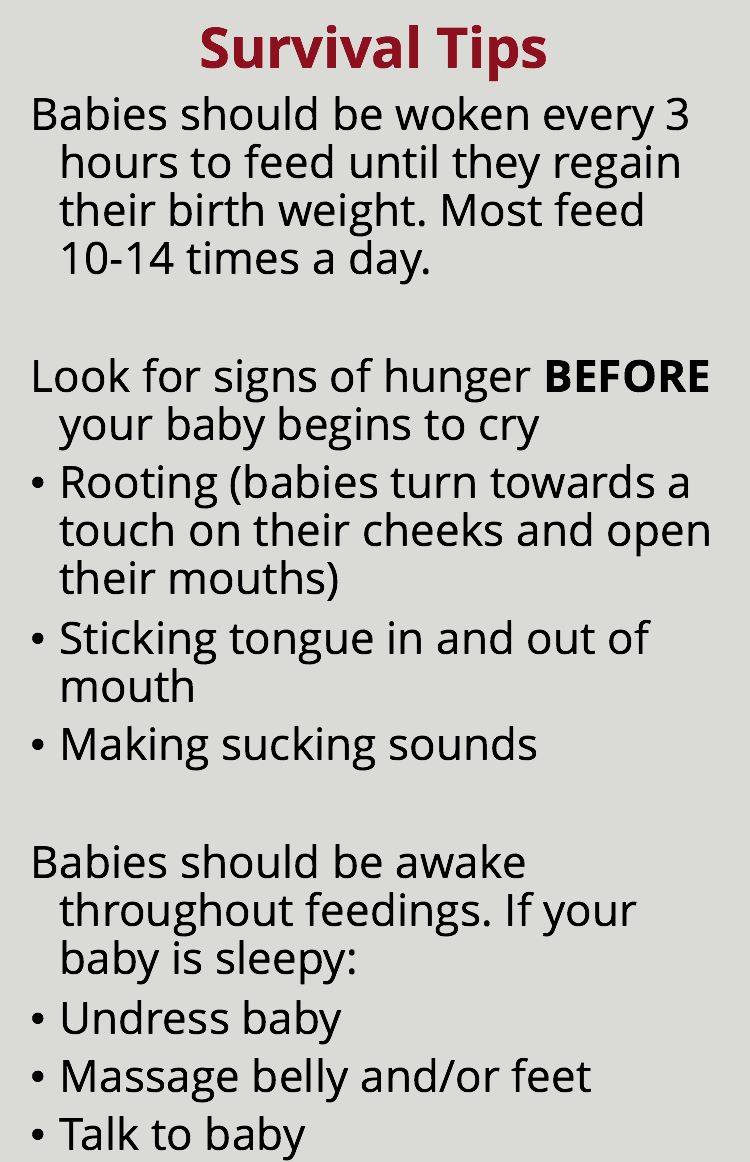 Survival Tips
Babies should be woken every 3
hours to feed until they regain
their birth weight. Most feed
10-14 times a day.
Look for signs of hunger BEFORE
your baby begins to cry
• Rooting (babies turn towards a
touch on their cheeks and open
their mouths)
• Sticking tongue in and out of
mouth
• Making sucking sounds
Babies should be awake
throughout feedings. If your
baby is sleepy:
• Undress baby
• Massage belly and/or feet
• Talk to baby